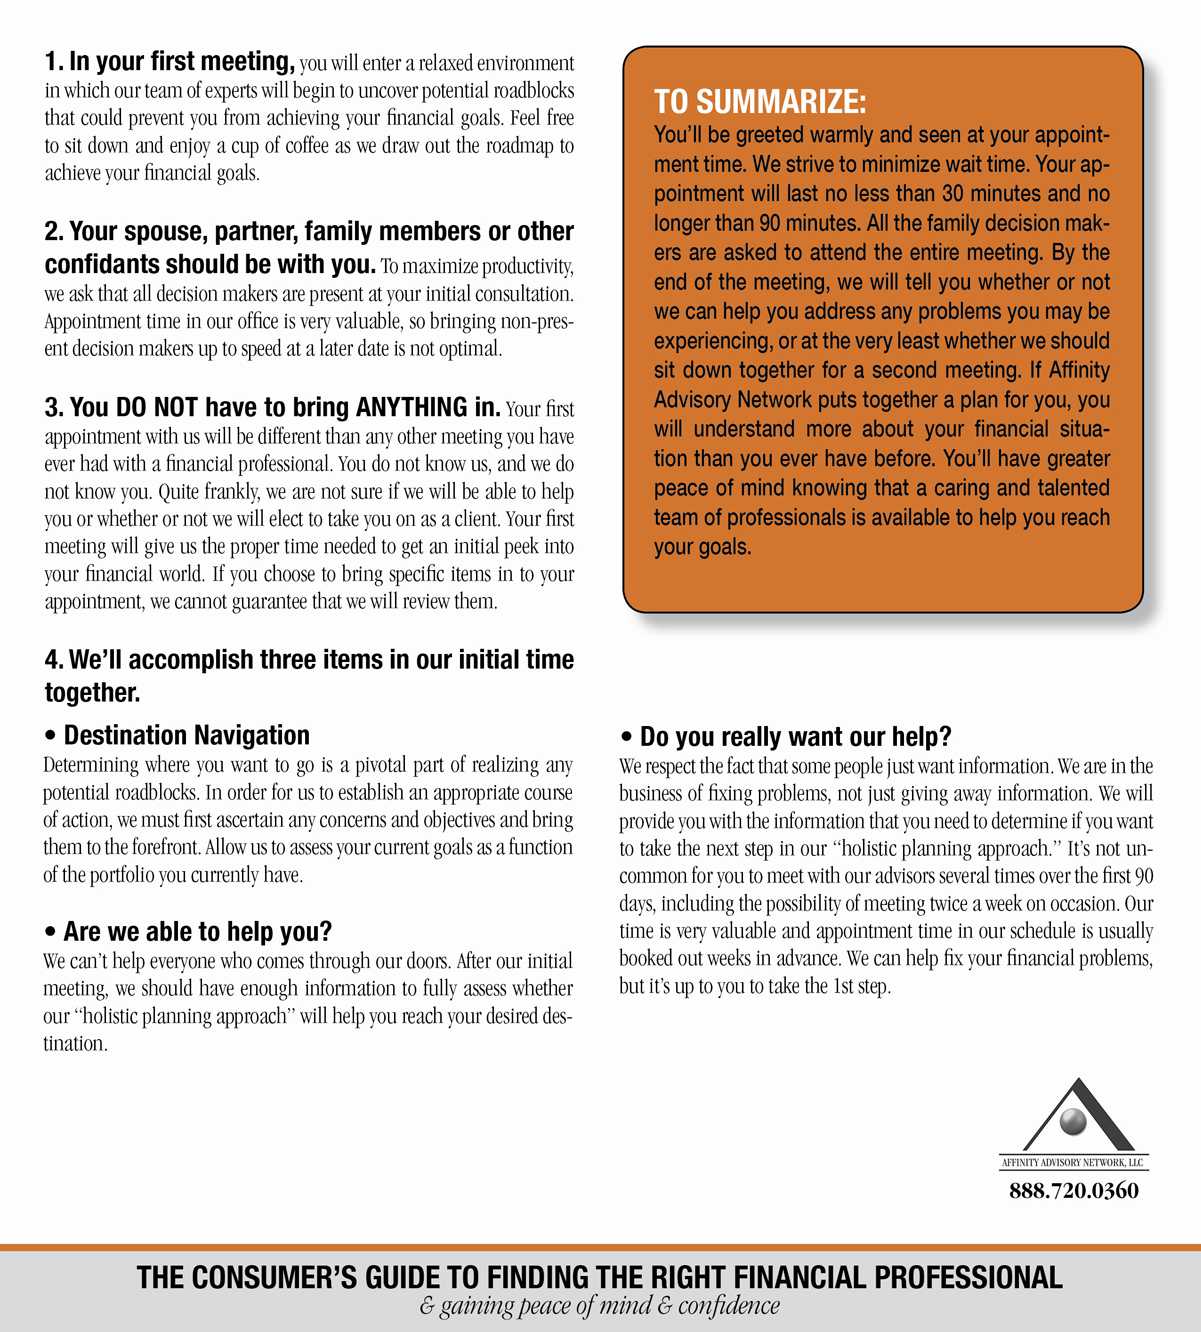 1. In your first meeting, you will enter a relaxed environment
in which our team of experts will begin to uncover potential roadblocks
that could prevent you from achieving your financial goals. Feel free
to sit down and enjoy a cup of coffee as we draw out the roadmap to
achieve your financial goals.
2. Your spouse, partner, family members or other
confidants should be with you. To maximize productivity,
we ask that all decision makers are present at your initial consultation.
Appointment time in our office is very valuable, so bringing non-pres-
ent decision makers up to speed at a later date is not optimal.
3. You DO NOT have to bring ANYTHING in. Your first
appointment with us will be different than any other meeting you have
ever had with a financial professional. You do not know us, and we do
not know you. Quite frankly, we are not sure if we will be able to help
you or whether or not we will elect to take you on as a client. Your first
meeting will give us the proper time needed to get an initial peek into
your financial world. If you choose to bring specific items in to your
appointment, we cannot guarantee that we will review them.
4. We'll accomplish three items in our initial time
together.
• Destination Navigation
Determining where you want to go is a pivotal part of realizing any
potential roadblocks. In order for us to establish an appropriate course
of action, we must first ascertain any concerns and objectives and bring
them to the forefront. Allow us to assess your current goals as a function
of the portfolio you currently have.
• Are we able to help you?
We can't help everyone who comes through our doors. After our initial
meeting, we should have enough information to fully assess whether
our "holistic planning approach" will help you reach your desired des-
tination.
TO SUMMARIZE:
You'll be greeted warmly and seen at your appoint-
ment time. We strive to minimize wait time. Your ap-
pointment will last no less than 30 minutes and no
longer than 90 minutes. All the family decision mak-
ers are asked to attend the entire meeting. By the
end of the meeting, we will tell you whether or not
we can help you address any problems you may be
experiencing, or at the very least whether we should
sit down together for a second meeting. If Affinity
Advisory Network puts together a plan for you, you
will understand more about your financial situa-
tion than you ever have before. You'll have greater
peace of mind knowing that a caring and talented
team of professionals is available to help you reach
your goals.
• Do you really want our help?
We respect the fact that some people just want information. We are in the
business of fixing problems, not just giving away information. We will
provide you with the information that you need to determine if you want
to take the next step in our "holistic planning approach." It's not un-
common for you to meet with our advisors several times over the first 90
days, including the possibility of meeting twice a week on occasion. Our
time is very valuable and appointment time in our schedule is usually
booked out weeks in advance. We can help fix your financial problems,
but it's up to you to take the 1st step.
AFFINITY ADVISORY NETWORK, LLC
888.720.0360
THE CONSUMER'S GUIDE TO FINDING THE RIGHT FINANCIAL PROFESSIONAL
& gaining peace of mind & confidence